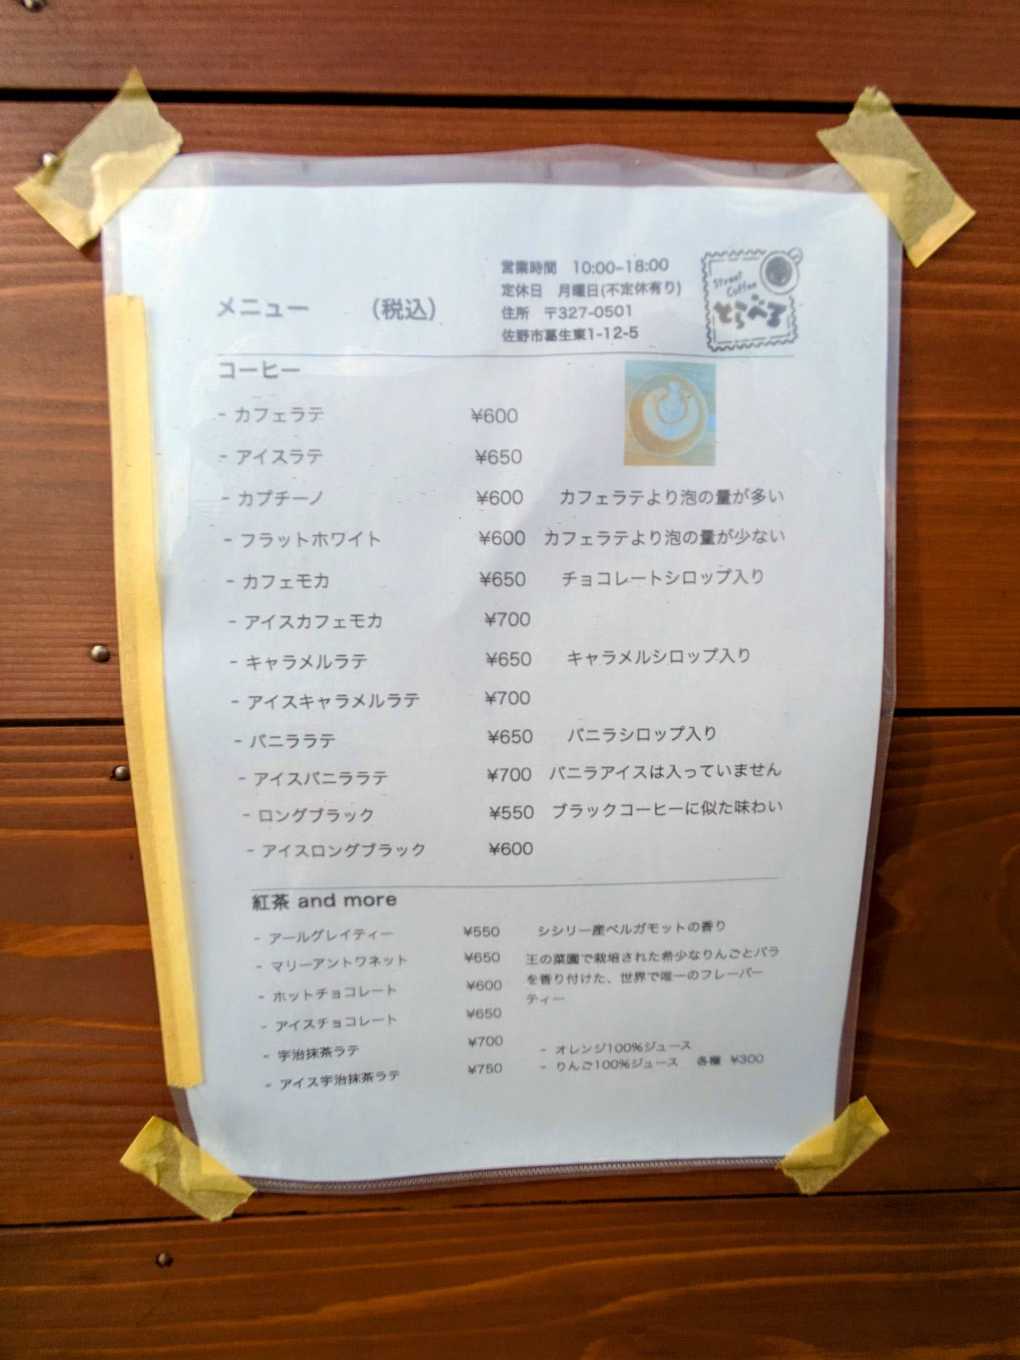 営業時間　10:00-18:00
定休日　月曜日(不定休有り)
住所　〒327-0501
佐野市葛生東1-12-5
Street
Coffee
とらべる
メニュー　（税込）
コーヒー
- カフェラテ ¥600
- アイスラテ ¥650
- カプチーノ ¥600 カフェラテより泡の量が多い
- フラットホワイト ¥600 カフェラテより泡の量が少ない
- カフェモカ ¥650 チョコレートシロップ入り
- アイスカフェモカ ¥700
- キャラメルラテ ¥650 キャラメルシロップ入り
- アイスキャラメルラテ ¥700
- バニララテ ¥650 バニラシロップ入り
- アイスバニララテ ¥700 バニラアイスは入っていません
- ロングブラック ¥550 ブラックコーヒーに似た味わい
- アイスロングブラック ¥600
紅茶 and more
- アールグレイティー ¥550 シシリー産ベルガモットの香り
- マリーアントワネット ¥650 王の菜園で栽培された希少なりんごとバラ
を香り付けた、世界で唯一のフレーバー
ティー
- ホットチョコレート ¥600
- アイスチョコレート ¥650
- 宇治抹茶ラテ ¥700
- アイス宇治抹茶ラテ ¥750
- オレンジ100%ジュース
- りんご100%ジュース　各種　¥300